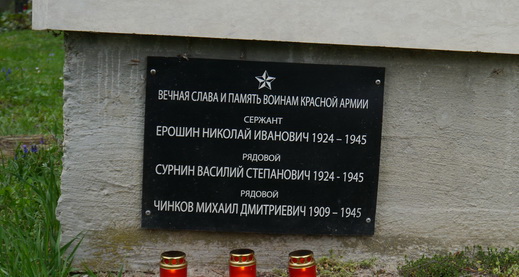 ВЕЧНАЯ СЛАВА И ПАМЯТЬ ВОИНАМ КРАСНОЙ АРМИИ
СЕРЖАНТ
ЕРОШИН НИКОЛАЙ ИВАНОВИЧ 1924 – 1945
РЯДОВОЙ
СУРНИН ВАСИЛИЙ СТЕПАНОВИЧ 1924 - 1945
РЯДОВОЙ
ЧИНКОВ МИХАИЛ ДМИТРИЕВИЧ 1909 – 1945